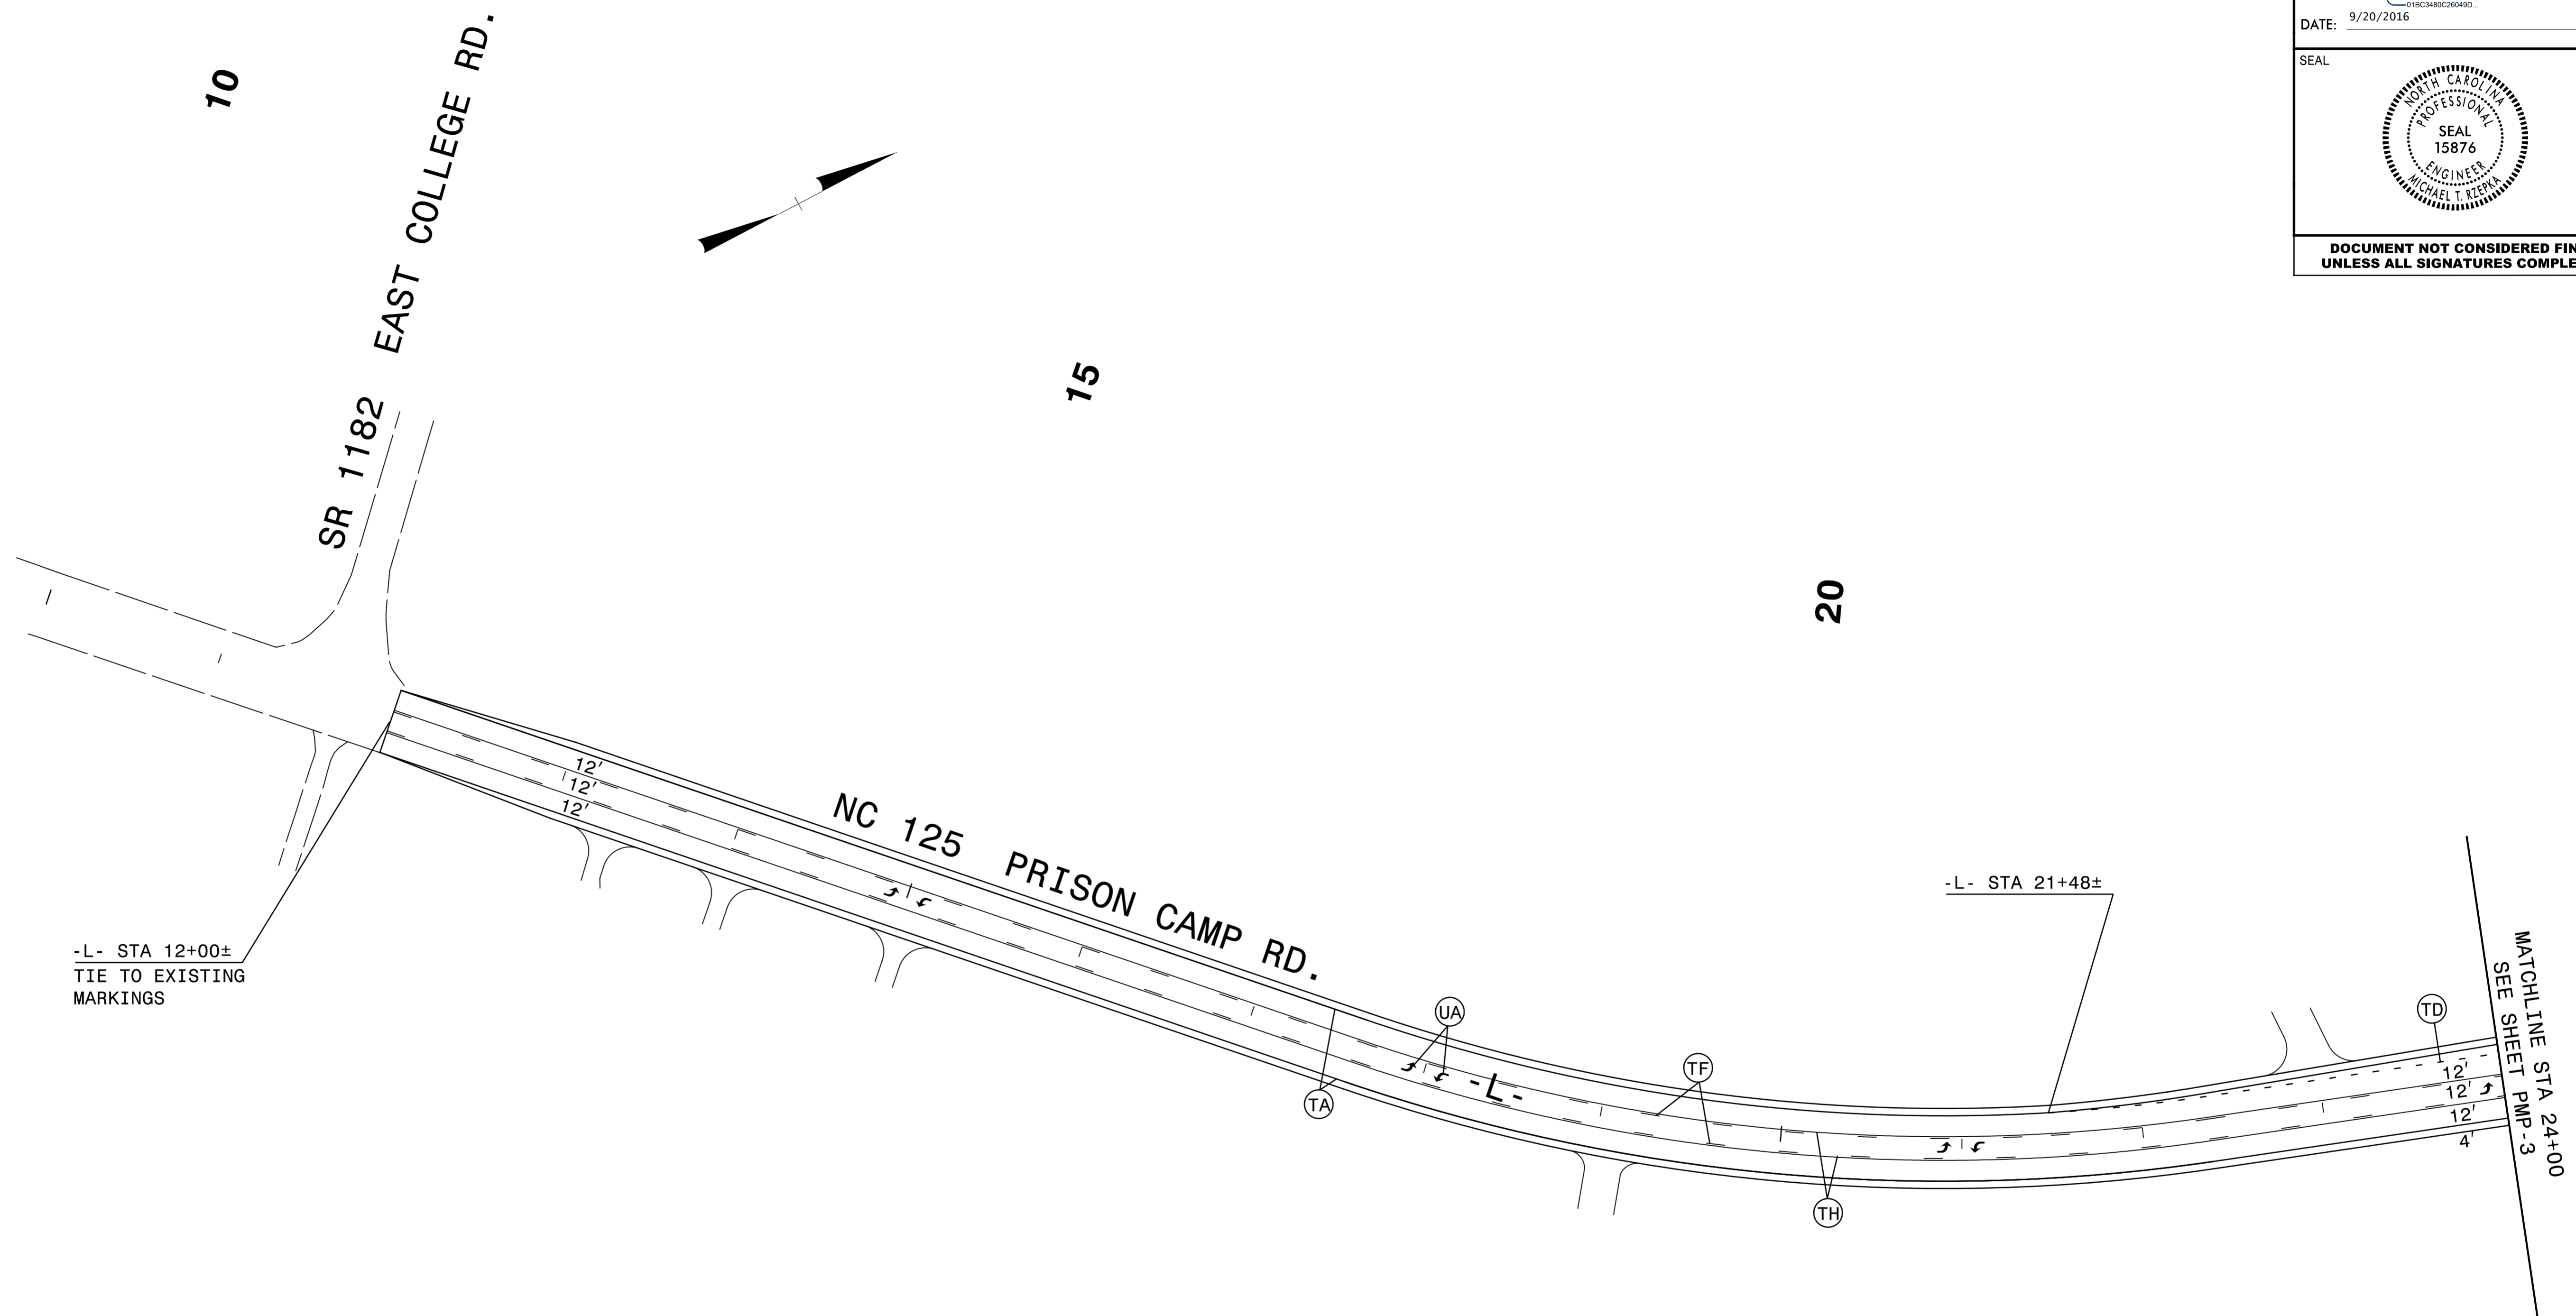 01BC3480C26049D...
DATE: 9/20/2016
SEAL
NORTH CAROLINA
PROFESSIONAL
SEAL
15876
ENGINEER
MICHAEL T. RZEPKA
DOCUMENT NOT CONSIDERED FIN
UNLESS ALL SIGNATURES COMPLE
10
SR 1182 EAST COLLEGE RD.
15
20
12'
12'
12'
NC 125 PRISON CAMP RD.
-L- STA 21+48±
-L- STA 12+00±
TIE TO EXISTING
MARKINGS
UA
TF
TA
-L-
TH
TD
12'
12'
12'
4'
MATCHLINE STA 24+00
SEE SHEET PMP-3